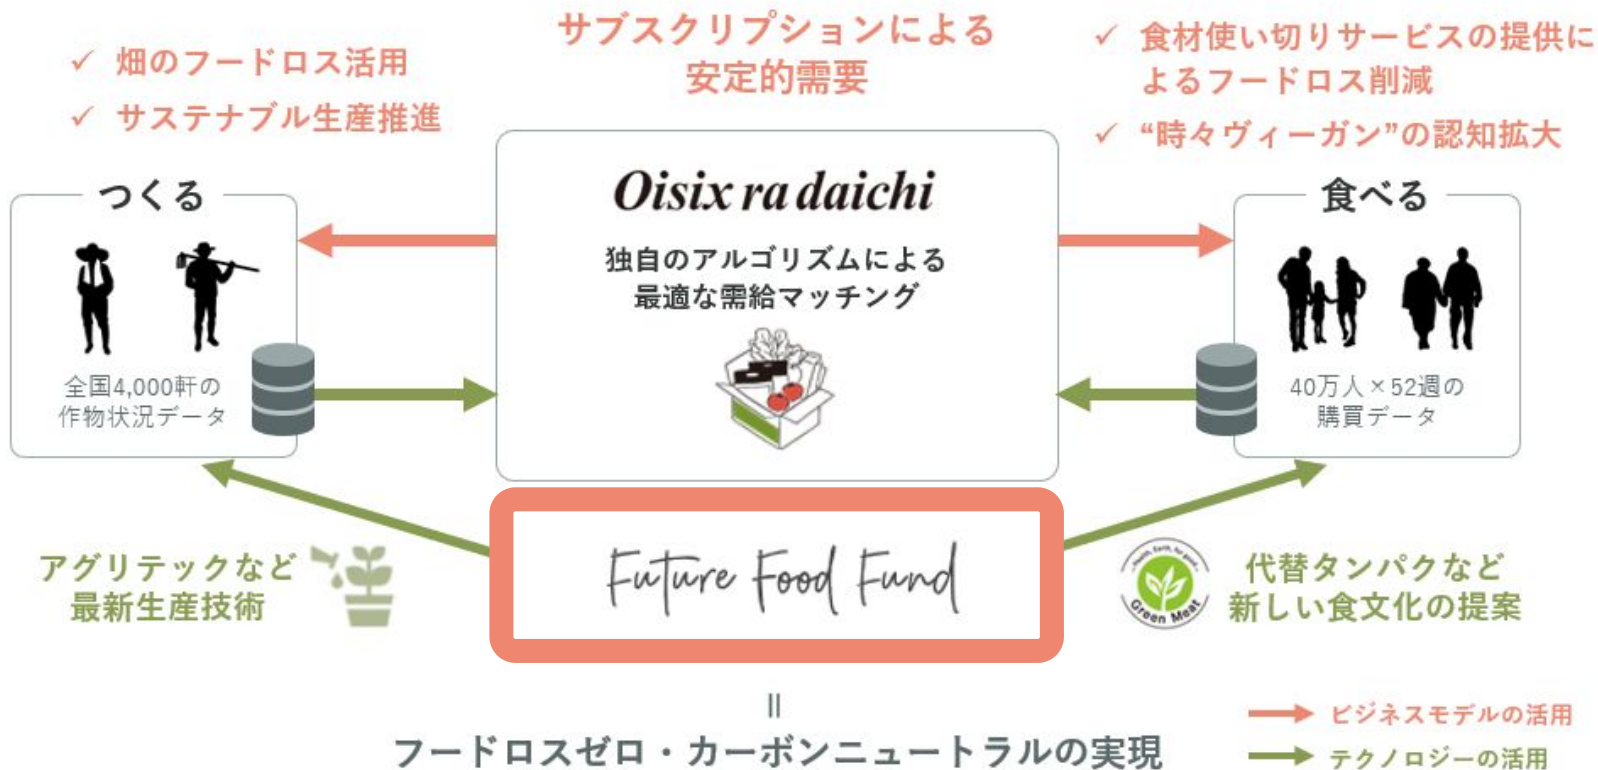 サブスクリプションによる
安定的需要
✓ 畑のフードロス活用
✓ サステナブル生産推進
✓ 食材使い切りサービスの提供に
よるフードロス削減
✓ “時々ヴィーガン”の認知拡大
つくる
全国4,000軒の
作物状況データ
Oisix ra daichi
独自のアルゴリズムによる
最適な需給マッチング
食べる
40万人×52週の
購買データ
アグリテックなど
最新生産技術
Future Food Fund
Health, Earth, for good
Green Meat
代替タンパクなど
新しい食文化の提案
=
フードロスゼロ・カーボンニュートラルの実現
ビジネスモデルの活用
テクノロジーの活用